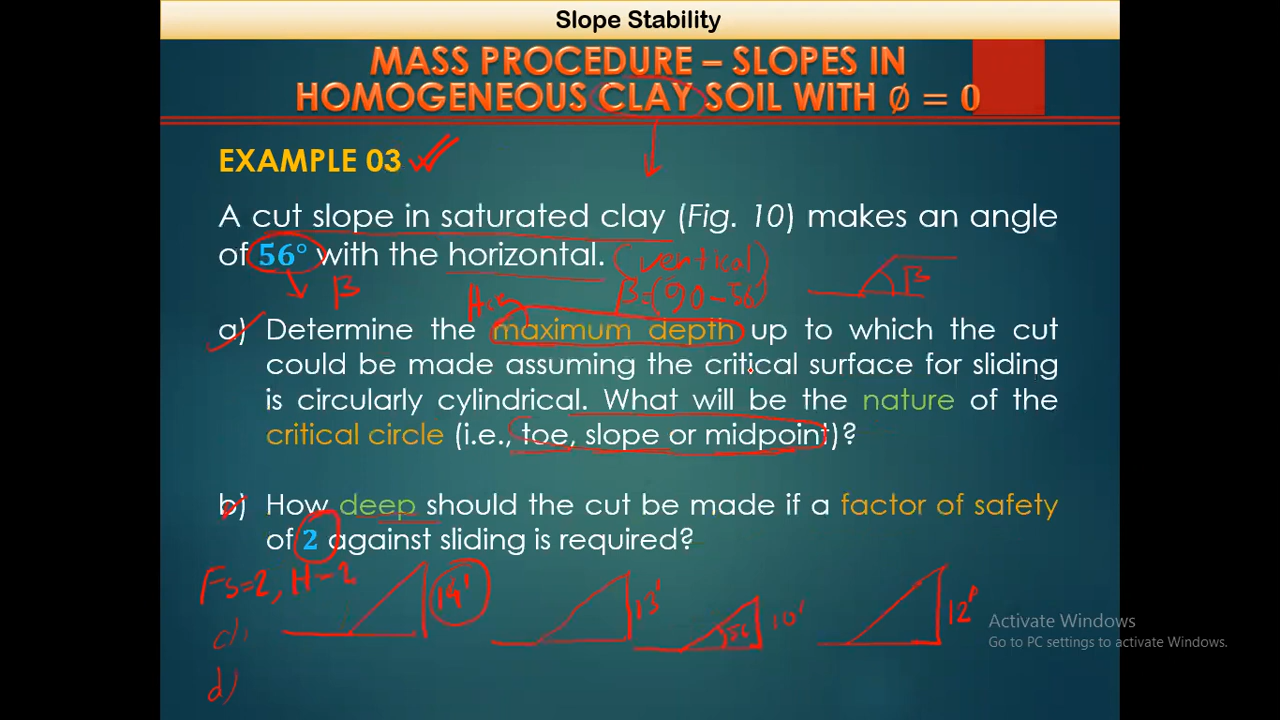 Slope Stability
MASS PROCEDURE – SLOPES IN
HOMOGENEOUS CLAY SOIL WITH ∅ = 0
EXAMPLE 03
A cut slope in saturated clay (Fig. 10) makes an angle
of 56° with the horizontal.
(vertical)
β
β=(90-56)
β
Hcr
a) Determine the maximum depth up to which the cut
could be made assuming the critical surface for sliding
is circularly cylindrical. What will be the nature of the
critical circle (i.e., toe, slope or midpoint)?
b) How deep should the cut be made if a factor of safety
of 2 against sliding is required?
Fs=2, H-2
14'
13'
56
10'
12'
c)
d)
Activate Windows
Go to PC settings to activate Windows.